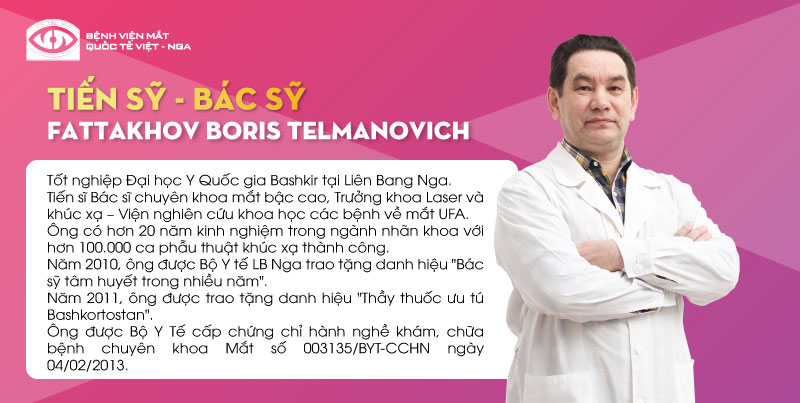 BỆNH VIỆN MẮT
QUỐC TẾ VIỆT - NGA
TIẾN SỸ - BÁC SỸ
FATTAKHOV BORIS TELMANOVICH
Tốt nghiệp Đại học Y Quốc gia Bashkir tại Liên Bang Nga.
Tiến sĩ Bác sĩ chuyên khoa mắt bậc cao, Trưởng khoa Laser và
khúc xạ – Viện nghiên cứu khoa học các bệnh về mắt UFA.
Ông có hơn 20 năm kinh nghiệm trong ngành nhãn khoa với
hơn 100.000 ca phẫu thuật khúc xạ thành công.
Năm 2010, ông được Bộ Y tế LB Nga trao tặng danh hiệu "Bác
sỹ tâm huyết trong nhiều năm".
Năm 2011, ông được trao tặng danh hiệu "Thầy thuốc ưu tú
Bashkortostan".
Ông được Bộ Y Tế cấp chứng chỉ hành nghề khám, chữa
bệnh chuyên khoa Mắt số 003135/BYT-CCHN ngày
04/02/2013.